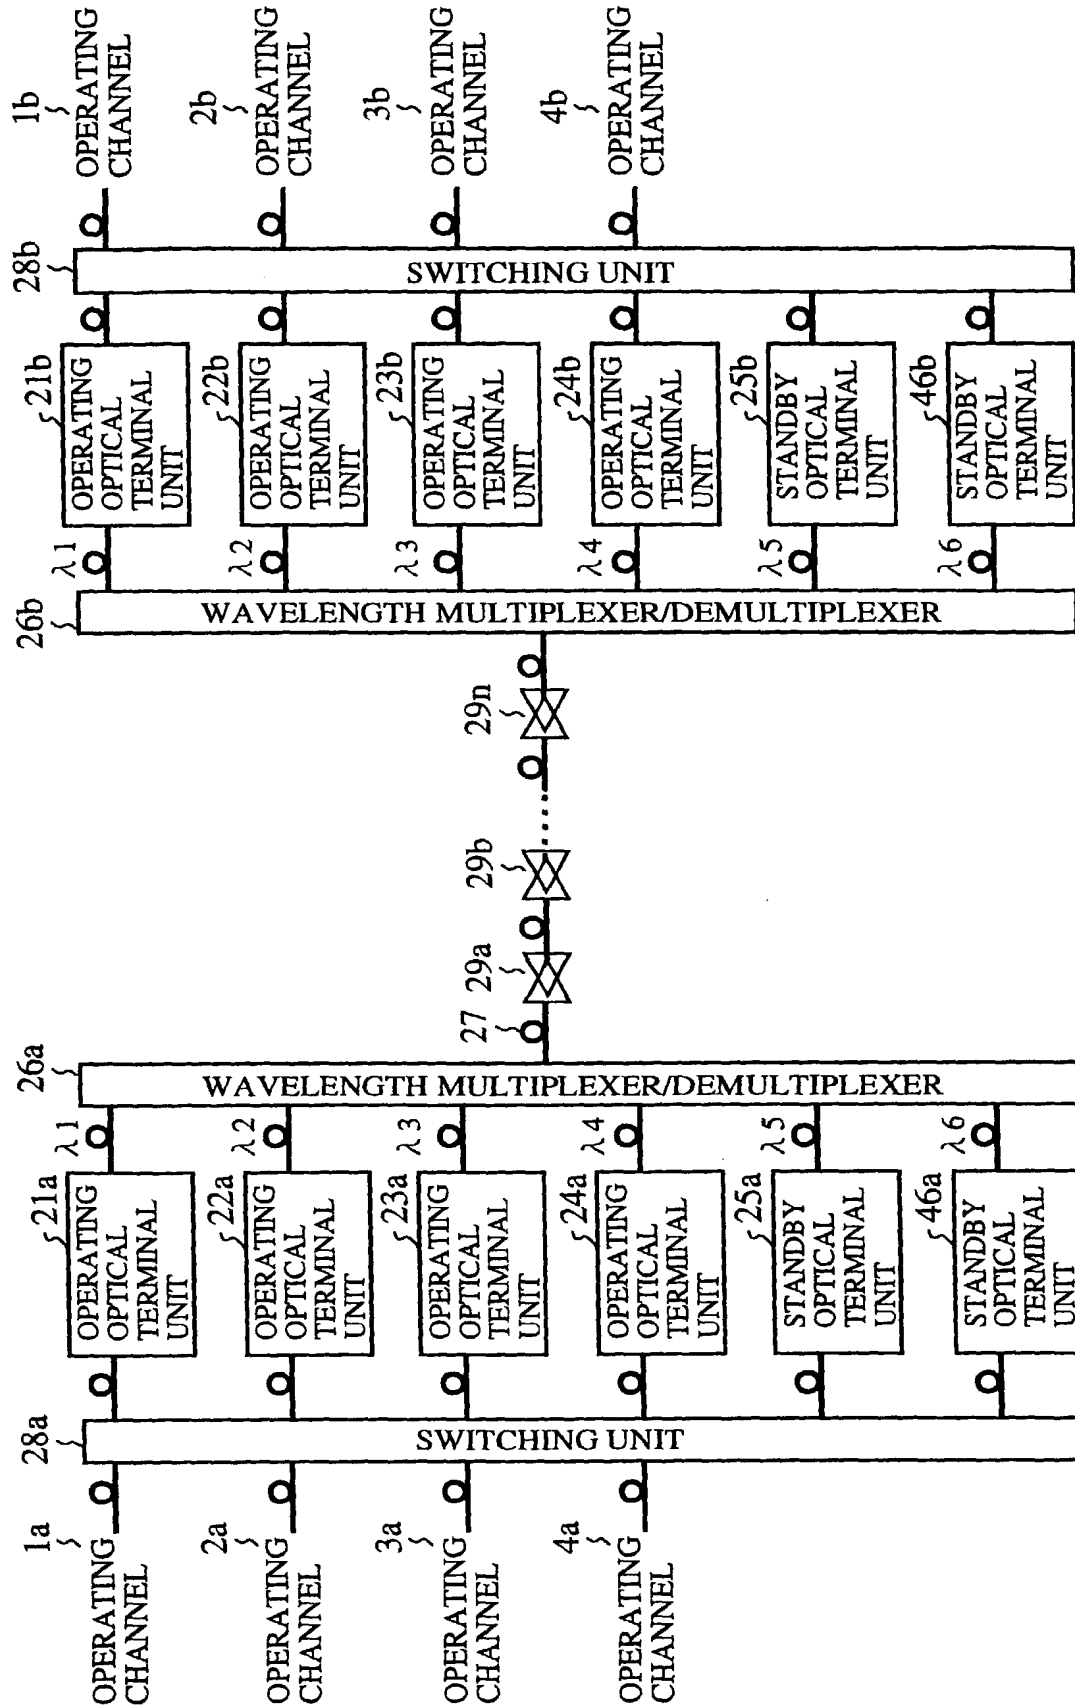 1a
OPERATING
CHANNEL
2a
OPERATING
CHANNEL
3a
OPERATING
CHANNEL
4a
OPERATING
CHANNEL
28a
SWITCHING UNIT
21a
OPERATING
OPTICAL
TERMINAL
UNIT
22a
OPERATING
OPTICAL
TERMINAL
UNIT
23a
OPERATING
OPTICAL
TERMINAL
UNIT
24a
OPERATING
OPTICAL
TERMINAL
UNIT
25a
STANDBY
OPTICAL
TERMINAL
UNIT
46a
STANDBY
OPTICAL
TERMINAL
UNIT
λ1
λ2
λ3
λ4
λ5
λ6
26a
WAVELENGTH MULTIPLEXER/DEMULTIPLEXER
27
29a
29b
29n
26b
WAVELENGTH MULTIPLEXER/DEMULTIPLEXER
λ1
λ2
λ3
λ4
λ5
λ6
21b
OPERATING
OPTICAL
TERMINAL
UNIT
22b
OPERATING
OPTICAL
TERMINAL
UNIT
23b
OPERATING
OPTICAL
TERMINAL
UNIT
24b
OPERATING
OPTICAL
TERMINAL
UNIT
25b
STANDBY
OPTICAL
TERMINAL
UNIT
46b
STANDBY
OPTICAL
TERMINAL
UNIT
28b
SWITCHING UNIT
1b
OPERATING
CHANNEL
2b
OPERATING
CHANNEL
3b
OPERATING
CHANNEL
4b
OPERATING
CHANNEL